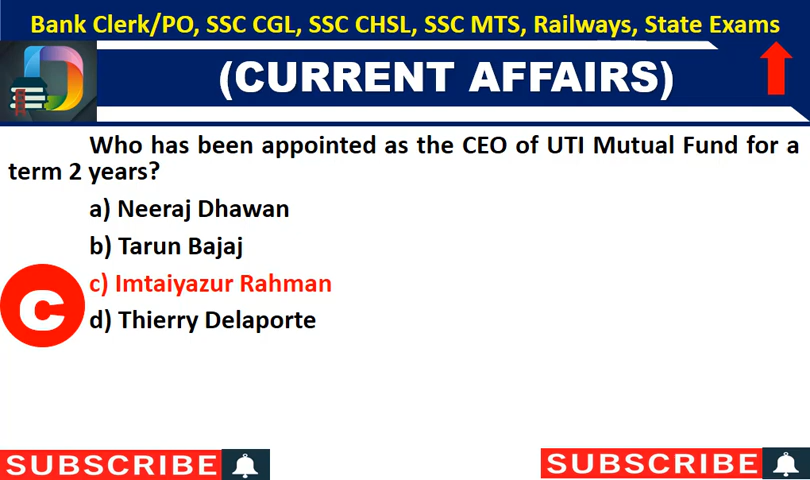 Bank Clerk/PO, SSC CGL, SSC CHSL, SSC MTS, Railways, State Exams
(CURRENT AFFAIRS)
Who has been appointed as the CEO of UTI Mutual Fund for a
term 2 years?
a) Neeraj Dhawan
b) Tarun Bajaj
c) Imtaiyazur Rahman
C
d) Thierry Delaporte
SUBSCRIBE
SUBSCRIBE